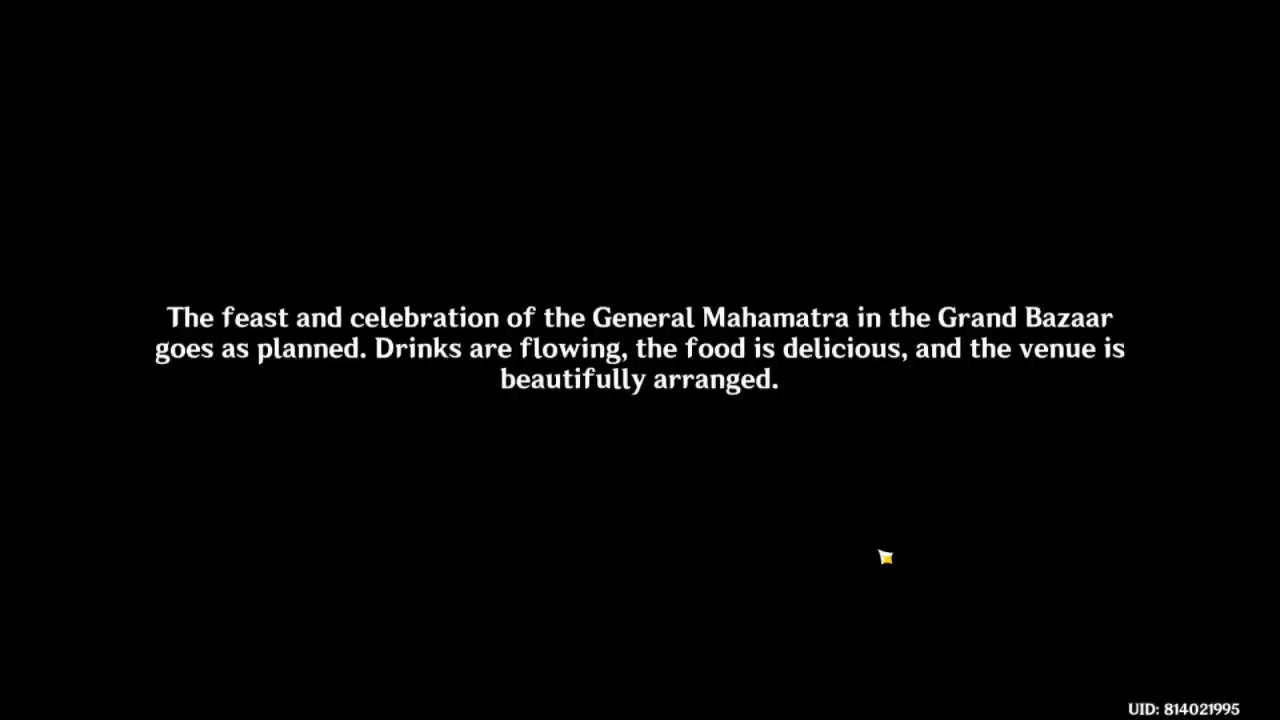 The feast and celebration of the General Mahamatra in the Grand Bazaar
goes as planned. Drinks are flowing, the food is delicious, and the venue is
beautifully arranged.
UID: 814021995